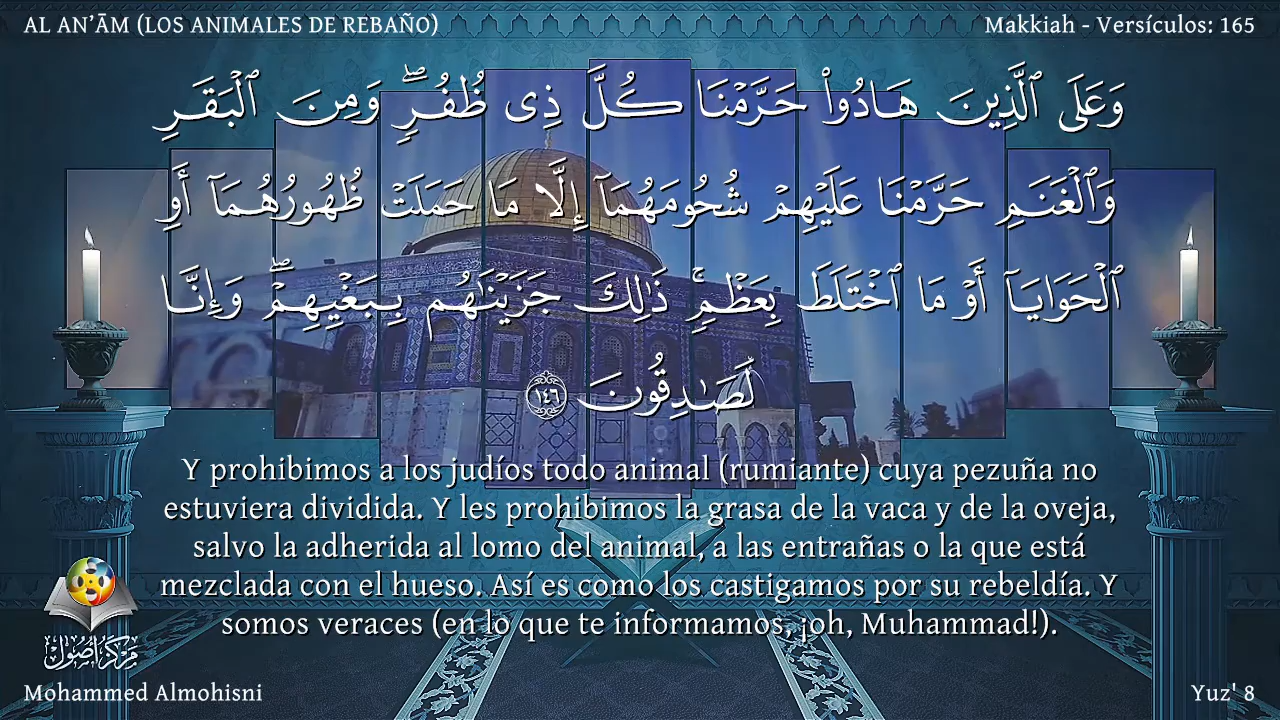 AL AN’ĀM (LOS ANIMALES DE REBAÑO)
Makkiah - Versículos: 165
وَعَلَى ٱلَّذِينَ هَادُوا۟ حَرَّمْنَا كُلَّ ذِى ظُفُرٍۢ ۖ وَمِنَ ٱلْبَقَرِ
وَٱلْغَنَمِ حَرَّمْنَا عَلَيْهِمْ شُحُومَهُمَآ إِلَّا مَا حَمَلَتْ ظُهُورُهُمَآ أَوِ
ٱلْحَوَايَآ أَوْ مَا ٱخْتَلَطَ بِعَظْمٍۢ ۚ ذَٰلِكَ جَزَيْنَٰهُم بِبَغْيِهِمْ ۖ وَإِنَّا
لَصَٰدِقُونَ ١٤٦
Y prohibimos a los judíos todo animal (rumiante) cuya pezuña no
estuviera dividida. Y les prohibimos la grasa de la vaca y de la oveja,
salvo la adherida al lomo del animal, a las entrañas o la que está
mezclada con el hueso. Así es como los castigamos por su rebeldía. Y
somos veraces (en lo que te informamos, ¡oh, Muhammad!).
مركز أصول
Mohammed Almohisni
Yuz' 8